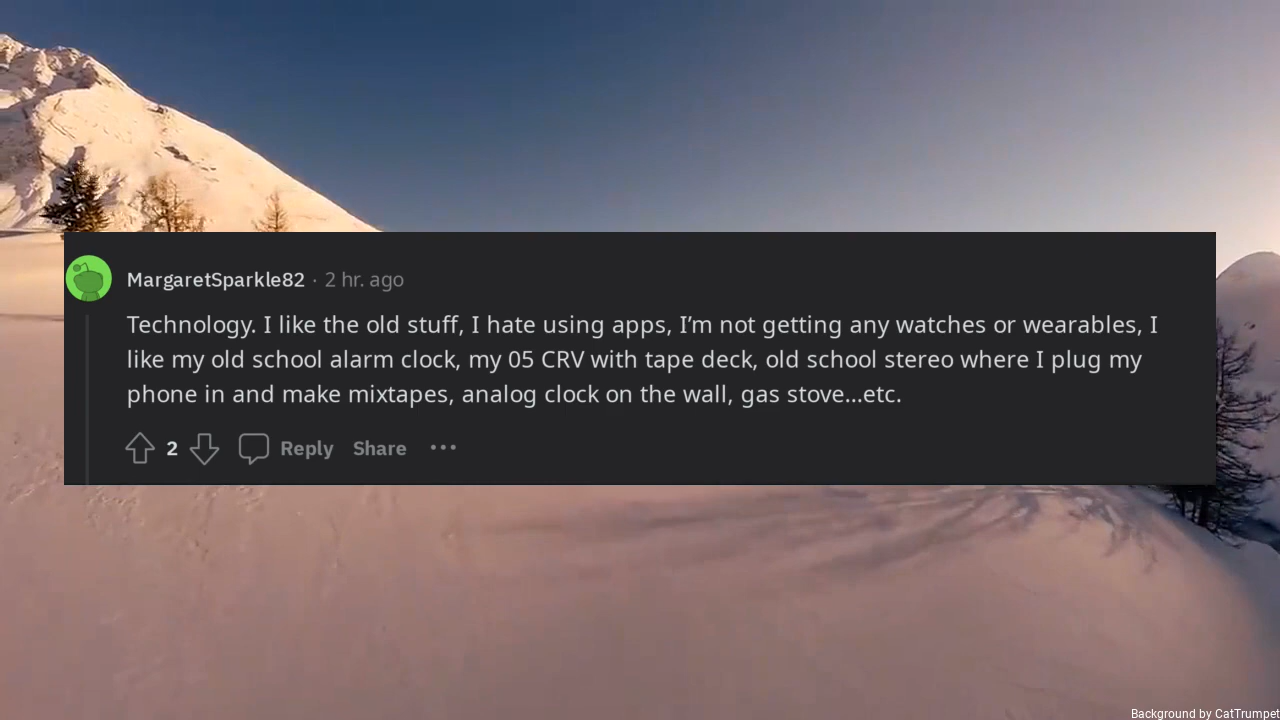 MargaretSparkle82 · 2 hr. ago
Technology. I like the old stuff, I hate using apps, I’m not getting any watches or wearables, I
like my old school alarm clock, my 05 CRV with tape deck, old school stereo where I plug my
phone in and make mixtapes, analog clock on the wall, gas stove...etc.
2 Reply Share ···
Background by CatTrumpet